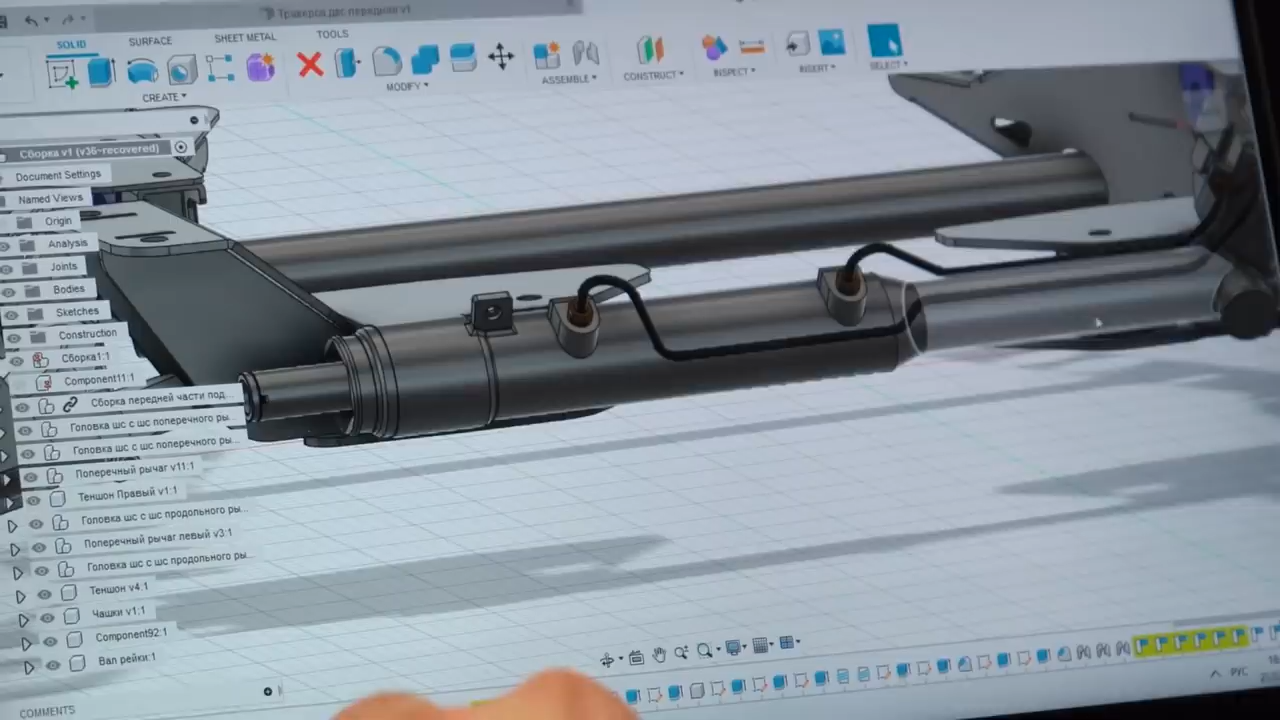 Траверса двс передняя v1
SOLID
SURFACE
SHEET METAL
TOOLS
CREATE
MODIFY
ASSEMBLE
CONSTRUCT
INSPECT
INSERT
SELECT
Сборка v1 (v36~recovered)
Document Settings
Named Views
Origin
Analysis
Joints
Bodies
Sketches
Construction
Сборка1:1
Component11:1
Сборка передней части под...
Головка шс с шс поперечного ры...
Головка шс с шс поперечного ры...
Поперечный рычаг v11:1
Теншон Правый v1:1
Головка шс с шс продольного ры...
Поперечный рычаг левый v3:1
Головка шс с шс продольного ры...
Теншон v4:1
Чашки v1:1
Component92:1
Вал рейки:1
COMMENTS
РУС